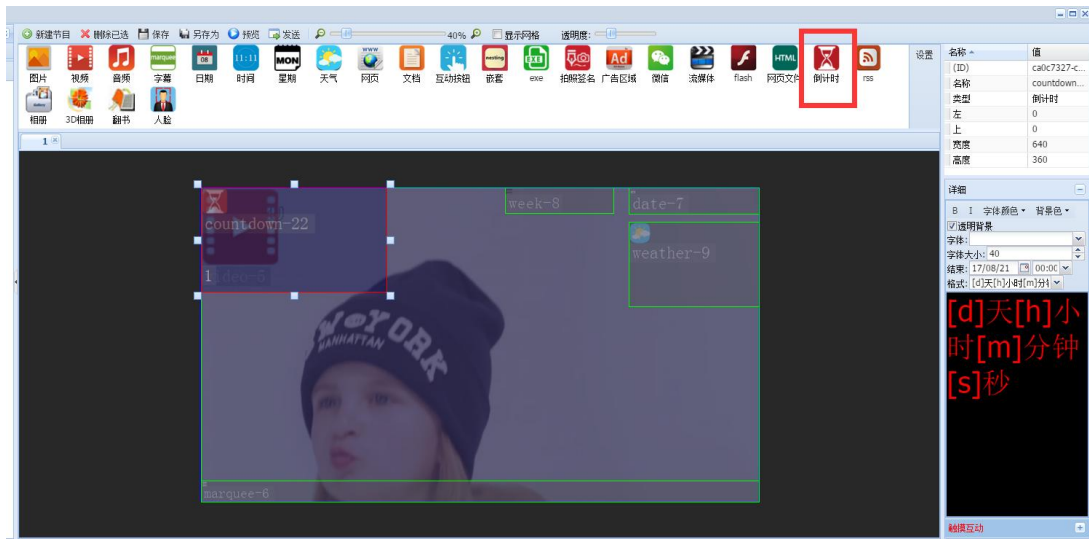 新建节目 删除已选 保存 另存为 预览 发送 40% 显示网格 透明度:
marquee 08 11:11 MON WWW nesting EXE Ad HTML
图片 视频 音频 字幕 日期 时间 星期 天气 网页 文档 互动按钮 嵌套 exe 拍照签名 广告区域 微信 流媒体 flash 网页文件 倒计时 rss
相册 3D相册 翻书 人脸
设置
1
countdown-22
1 deo-5
week-8
date-7
weather-9
W YORK
MANHATTAN
marquee-6
名称 值
(ID) ca0c7327-c...
名称 countdown...
类型 倒计时
左 0
上 0
宽度 640
高度 360
详细
B I 字体颜色 背景色
透明背景
字体:
字体大小: 40
结束: 17/08/21 00:00
格式: [d]天[h]小时[m]分钟
[d]天[h]小
时[m]分钟
[s]秒
触摸互动